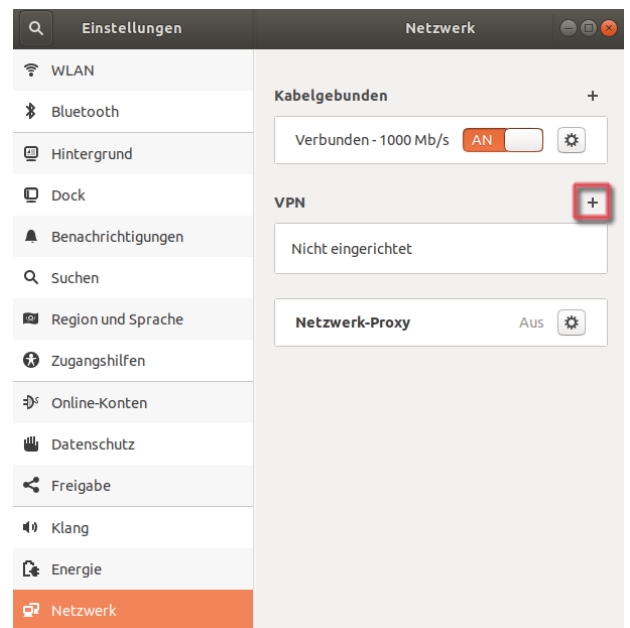 Einstellungen
Netzwerk
WLAN
Bluetooth
Hintergrund
Dock
Benachrichtigungen
Suchen
Region und Sprache
Zugangshilfen
Online-Konten
Datenschutz
Freigabe
Klang
Energie
Netzwerk
Kabelgebunden +
Verbunden - 1000 Mb/s AN
VPN +
Nicht eingerichtet
Netzwerk-Proxy Aus